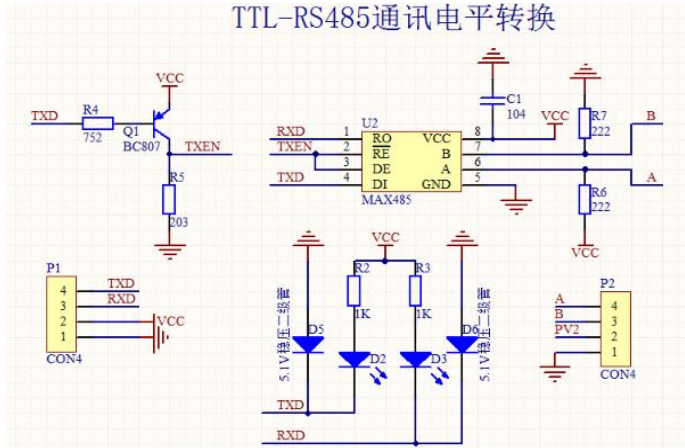 TTL-RS485通讯电平转换
VCC
TXD
R4
752
Q1
BC807
TXEN
R5
203
U2
RXD 1 RO VCC 8
TXEN 2 RE B 7
3 DE A 6
TXD 4 DI GND 5
MAX485
C1
104
VCC
R7
222
B
A
R6
222
VCC
P1
4 TXD
3 RXD
2 VCC
1
CON4
VCC
R2
1K
R3
1K
D5
5.1V稳压二级管
D2
D3
D6
5.1V稳压二级管
TXD
RXD
P2
A 4
B 3
PV2 2
1
CON4